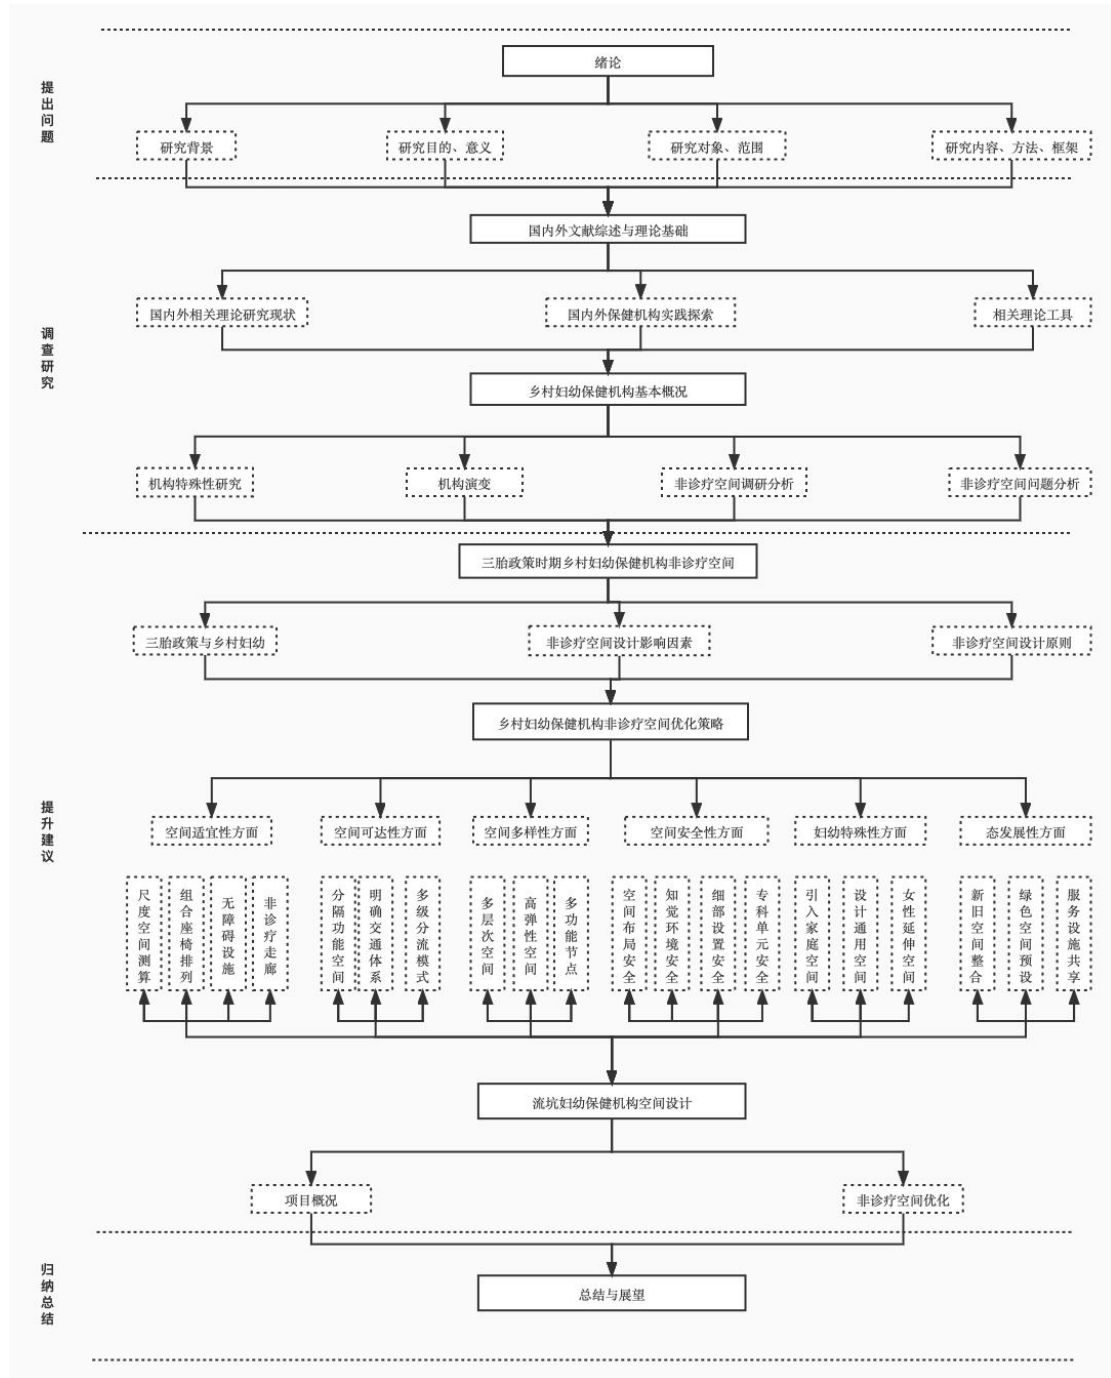 提出问题
绪论
研究背景
研究目的、意义
研究对象、范围
研究内容、方法、框架
国内外文献综述与理论基础
调查研究
国内外相关理论研究现状
国内外保健机构实践探索
相关理论工具
乡村妇幼保健机构基本概况
机构特殊性研究
机构演变
非诊疗空间调研分析
非诊疗空间问题分析
三胎政策时期乡村妇幼保健机构非诊疗空间
三胎政策与乡村妇幼
非诊疗空间设计影响因素
非诊疗空间设计原则
乡村妇幼保健机构非诊疗空间优化策略
提升建议
空间适宜性方面
空间可达性方面
空间多样性方面
空间安全性方面
妇幼特殊性方面
态发展性方面
尺度空间测算
组合座椅排列
无障碍设施
非诊疗走廊
分隔功能空间
明确交通体系
多级分流模式
多层次空间
高弹性空间
多功能节点
空间布局安全
知觉环境安全
细部设置安全
专科单元安全
引入家庭空间
设计通用空间
女性延伸空间
新旧空间整合
绿色空间预设
服务设施共享
流坑妇幼保健机构空间设计
项目概况
非诊疗空间优化
归纳总结
总结与展望